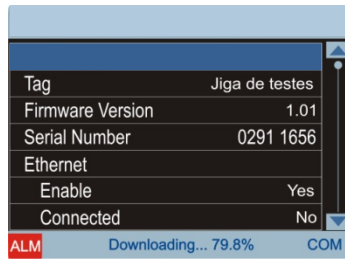 Tag Jiga de testes
Firmware Version 1.01
Serial Number 0291 1656
Ethernet
Enable Yes
Connected No
ALM Downloading... 79.8% COM